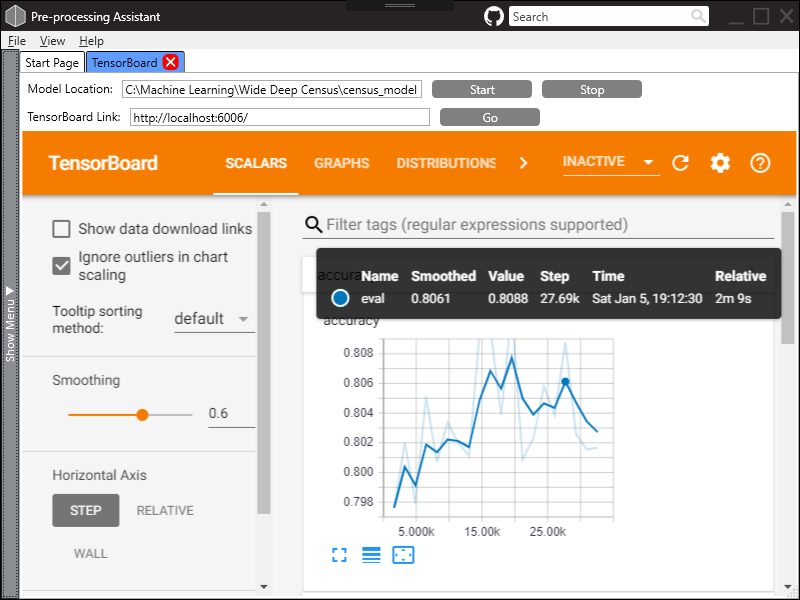 Pre-processing Assistant
Search
File View Help
Start Page TensorBoard
Model Location: C:\Machine Learning\Wide Deep Census\census_model Start Stop
TensorBoard Link: http://localhost:6006/ Go
TensorBoard SCALARS GRAPHS DISTRIBUTIONS INACTIVE
Show data download links
Ignore outliers in chart
scaling
Tooltip sorting
method: default
Smoothing
0.6
Horizontal Axis
STEP RELATIVE
WALL
Show Menu
Filter tags (regular expressions supported)
Name Smoothed Value Step Time Relative
eval 0.8061 0.8088 27.69k Sat Jan 5, 19:12:30 2m 9s
accuracy
0.808
0.806
0.804
0.802
0.800
0.798
5.000k 15.00k 25.00k